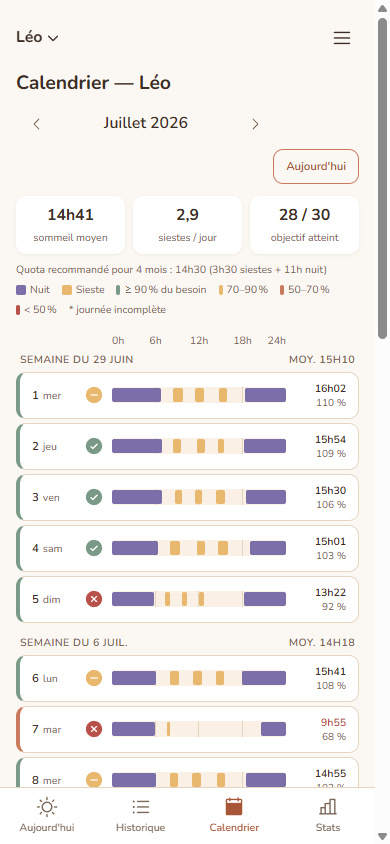 Léo
Calendrier — Léo
Juillet 2026
Aujourd'hui
14h41 2,9 28 / 30
sommeil moyen siestes / jour objectif atteint
Quota recommandé pour 4 mois : 14h30 (3h30 siestes + 11h nuit)
Nuit Sieste ≥ 90 % du besoin 70–90 % 50–70 %
< 50 % * journée incomplète
0h 6h 12h 18h 24h
SEMAINE DU 29 JUIN MOY. 15H10
1 mer 16h02
110 %
2 jeu 15h54
109 %
3 ven 15h30
106 %
4 sam 15h01
103 %
5 dim 13h22
92 %
SEMAINE DU 6 JUIL. MOY. 14H18
6 lun 15h41
108 %
7 mar 9h55
68 %
8 mer 14h55
Aujourd'hui Historique Calendrier Stats